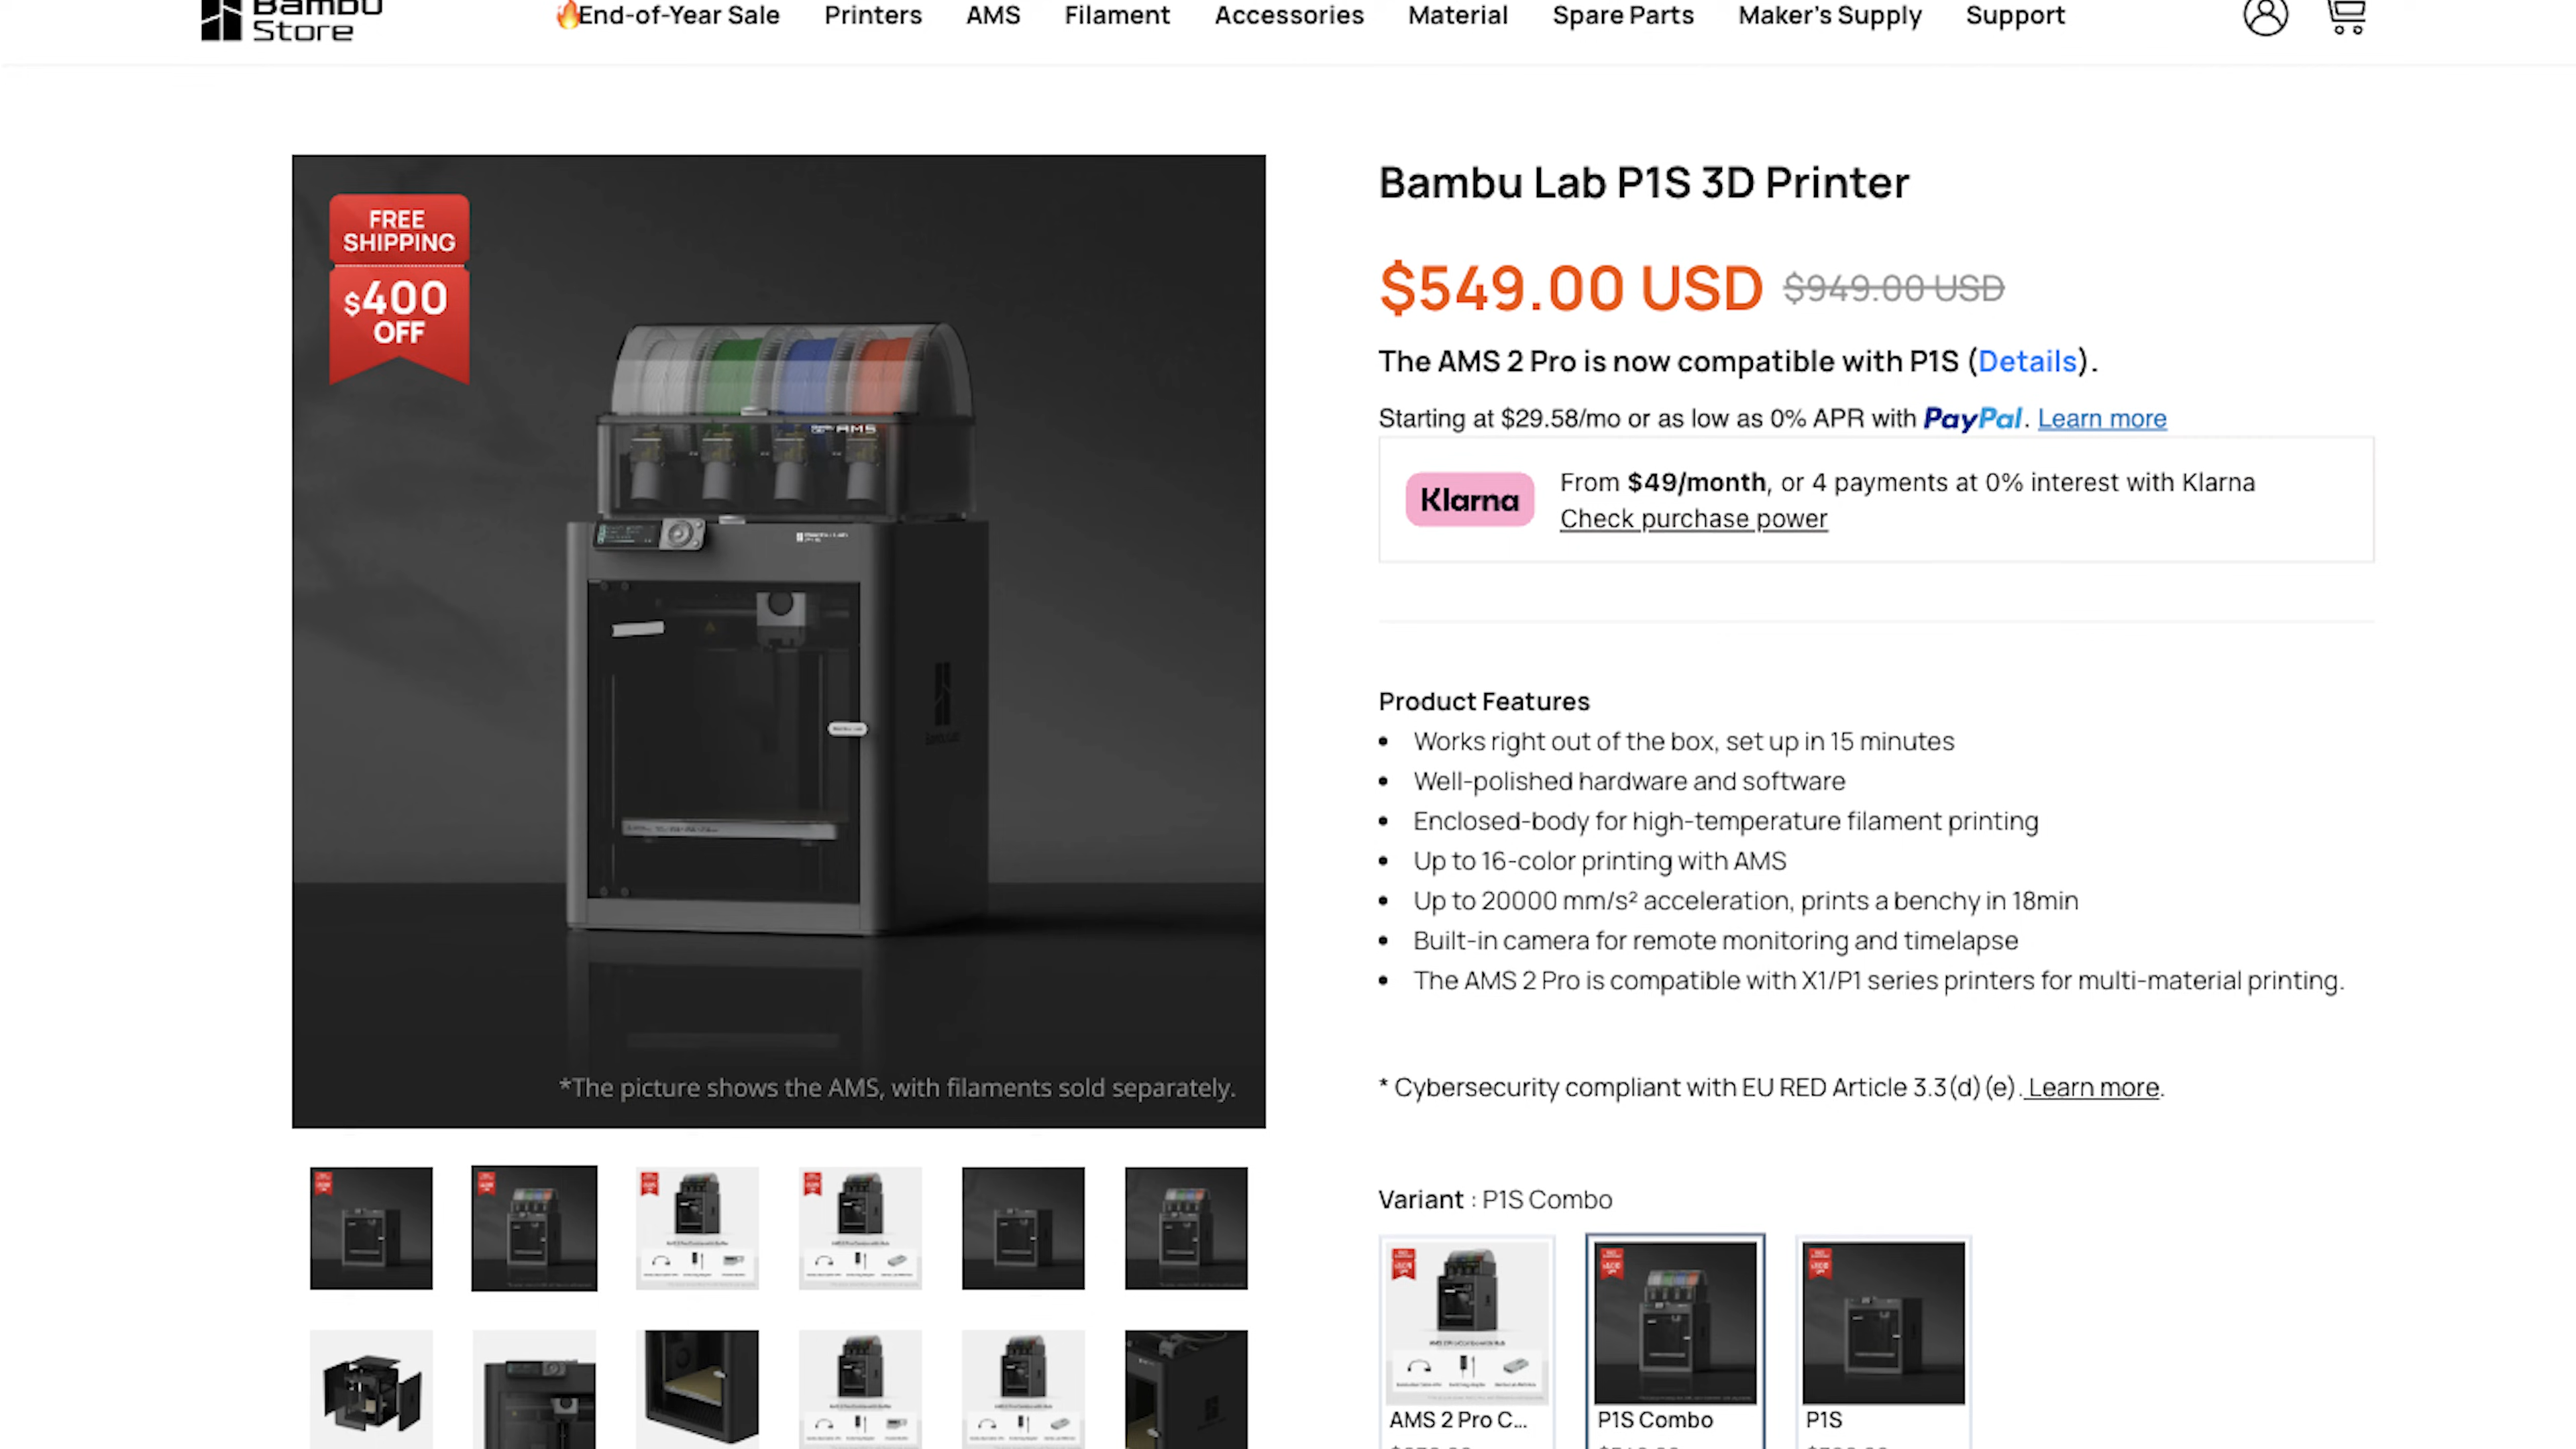 Bambu
Store
End-of-Year Sale
Printers
AMS
Filament
Accessories
Material
Spare Parts
Maker's Supply
Support
FREE
SHIPPING
$400
OFF
AMS
*The picture shows the AMS, with filaments sold separately.
Bambu Lab P1S 3D Printer
$549.00 USD $949.00 USD
The AMS 2 Pro is now compatible with P1S (Details).
Starting at $29.58/mo or as low as 0% APR with PayPal. Learn more
Klarna
From $49/month, or 4 payments at 0% interest with Klarna
Check purchase power
Product Features
• Works right out of the box, set up in 15 minutes
• Well-polished hardware and software
• Enclosed-body for high-temperature filament printing
• Up to 16-color printing with AMS
• Up to 20000 mm/s² acceleration, prints a benchy in 18min
• Built-in camera for remote monitoring and timelapse
• The AMS 2 Pro is compatible with X1/P1 series printers for multi-material printing.
* Cybersecurity compliant with EU RED Article 3.3(d) (e). Learn more.
Variant : P1S Combo
AMS 2 Pro C...
P1S Combo
P1S